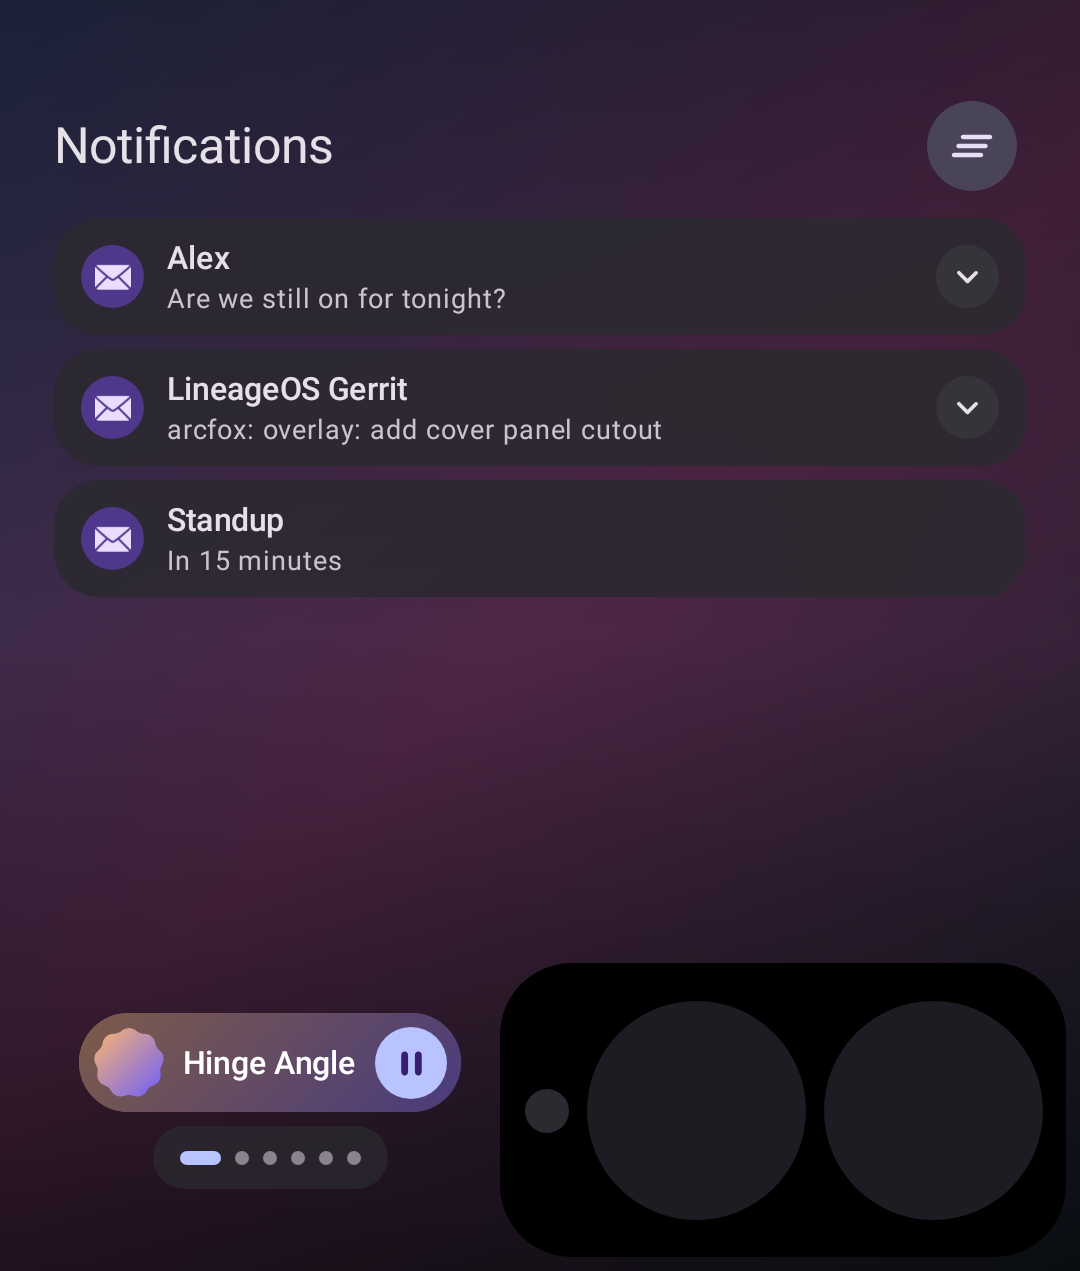 Notifications
Alex
Are we still on for tonight?
LineageOS Gerrit
arcfox: overlay: add cover panel cutout
Standup
In 15 minutes
Hinge Angle